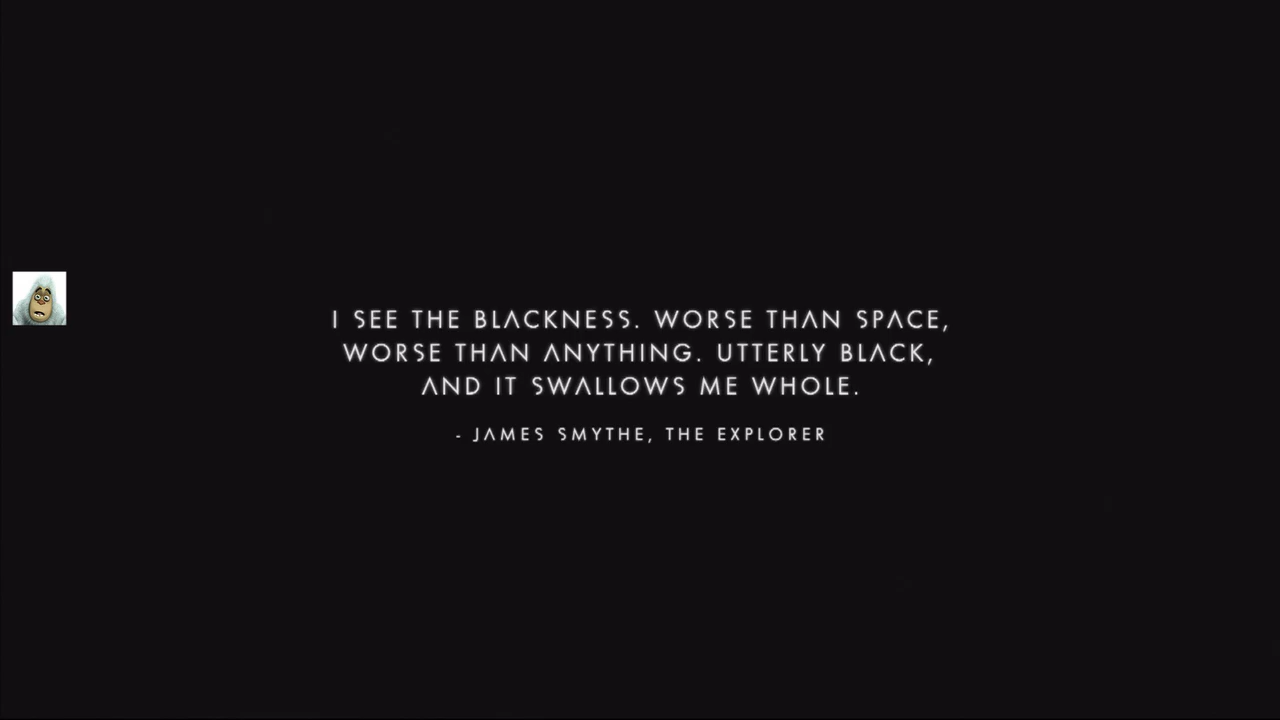 I SEE THE BLACKNESS. WORSE THAN SPACE,
WORSE THAN ANYTHING. UTTERLY BLACK,
AND IT SWALLOWS ME WHOLE.
- JAMES SMYTHE, THE EXPLORER